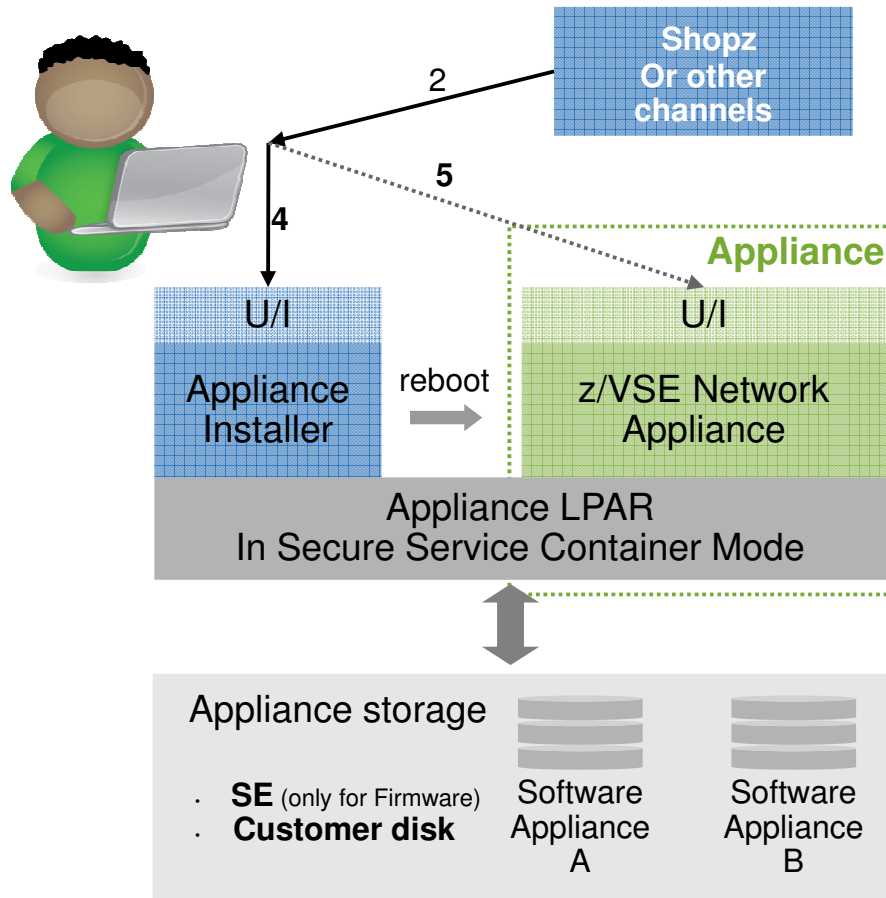 Shopz
Or other
channels
2
5
4
Appliance
U/I
U/I
Appliance
Installer
reboot
z/VSE Network
Appliance
Appliance LPAR
In Secure Service Container Mode
Appliance storage
· SE (only for Firmware)
· Customer disk
Software
Appliance
A
Software
Appliance
B